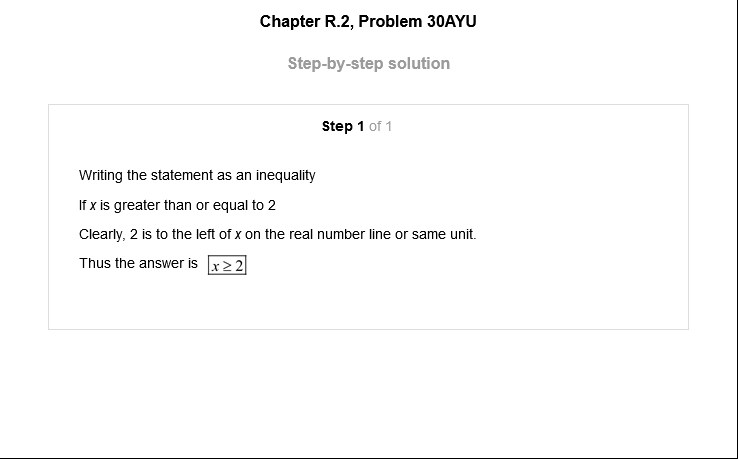 Chapter R.2, Problem 30AYU
Step-by-step solution
Step 1 of 1
Writing the statement as an inequality
If x is greater than or equal to 2
Clearly, 2 is to the left of x on the real number line or same unit.
Thus the answer is x ≥ 2